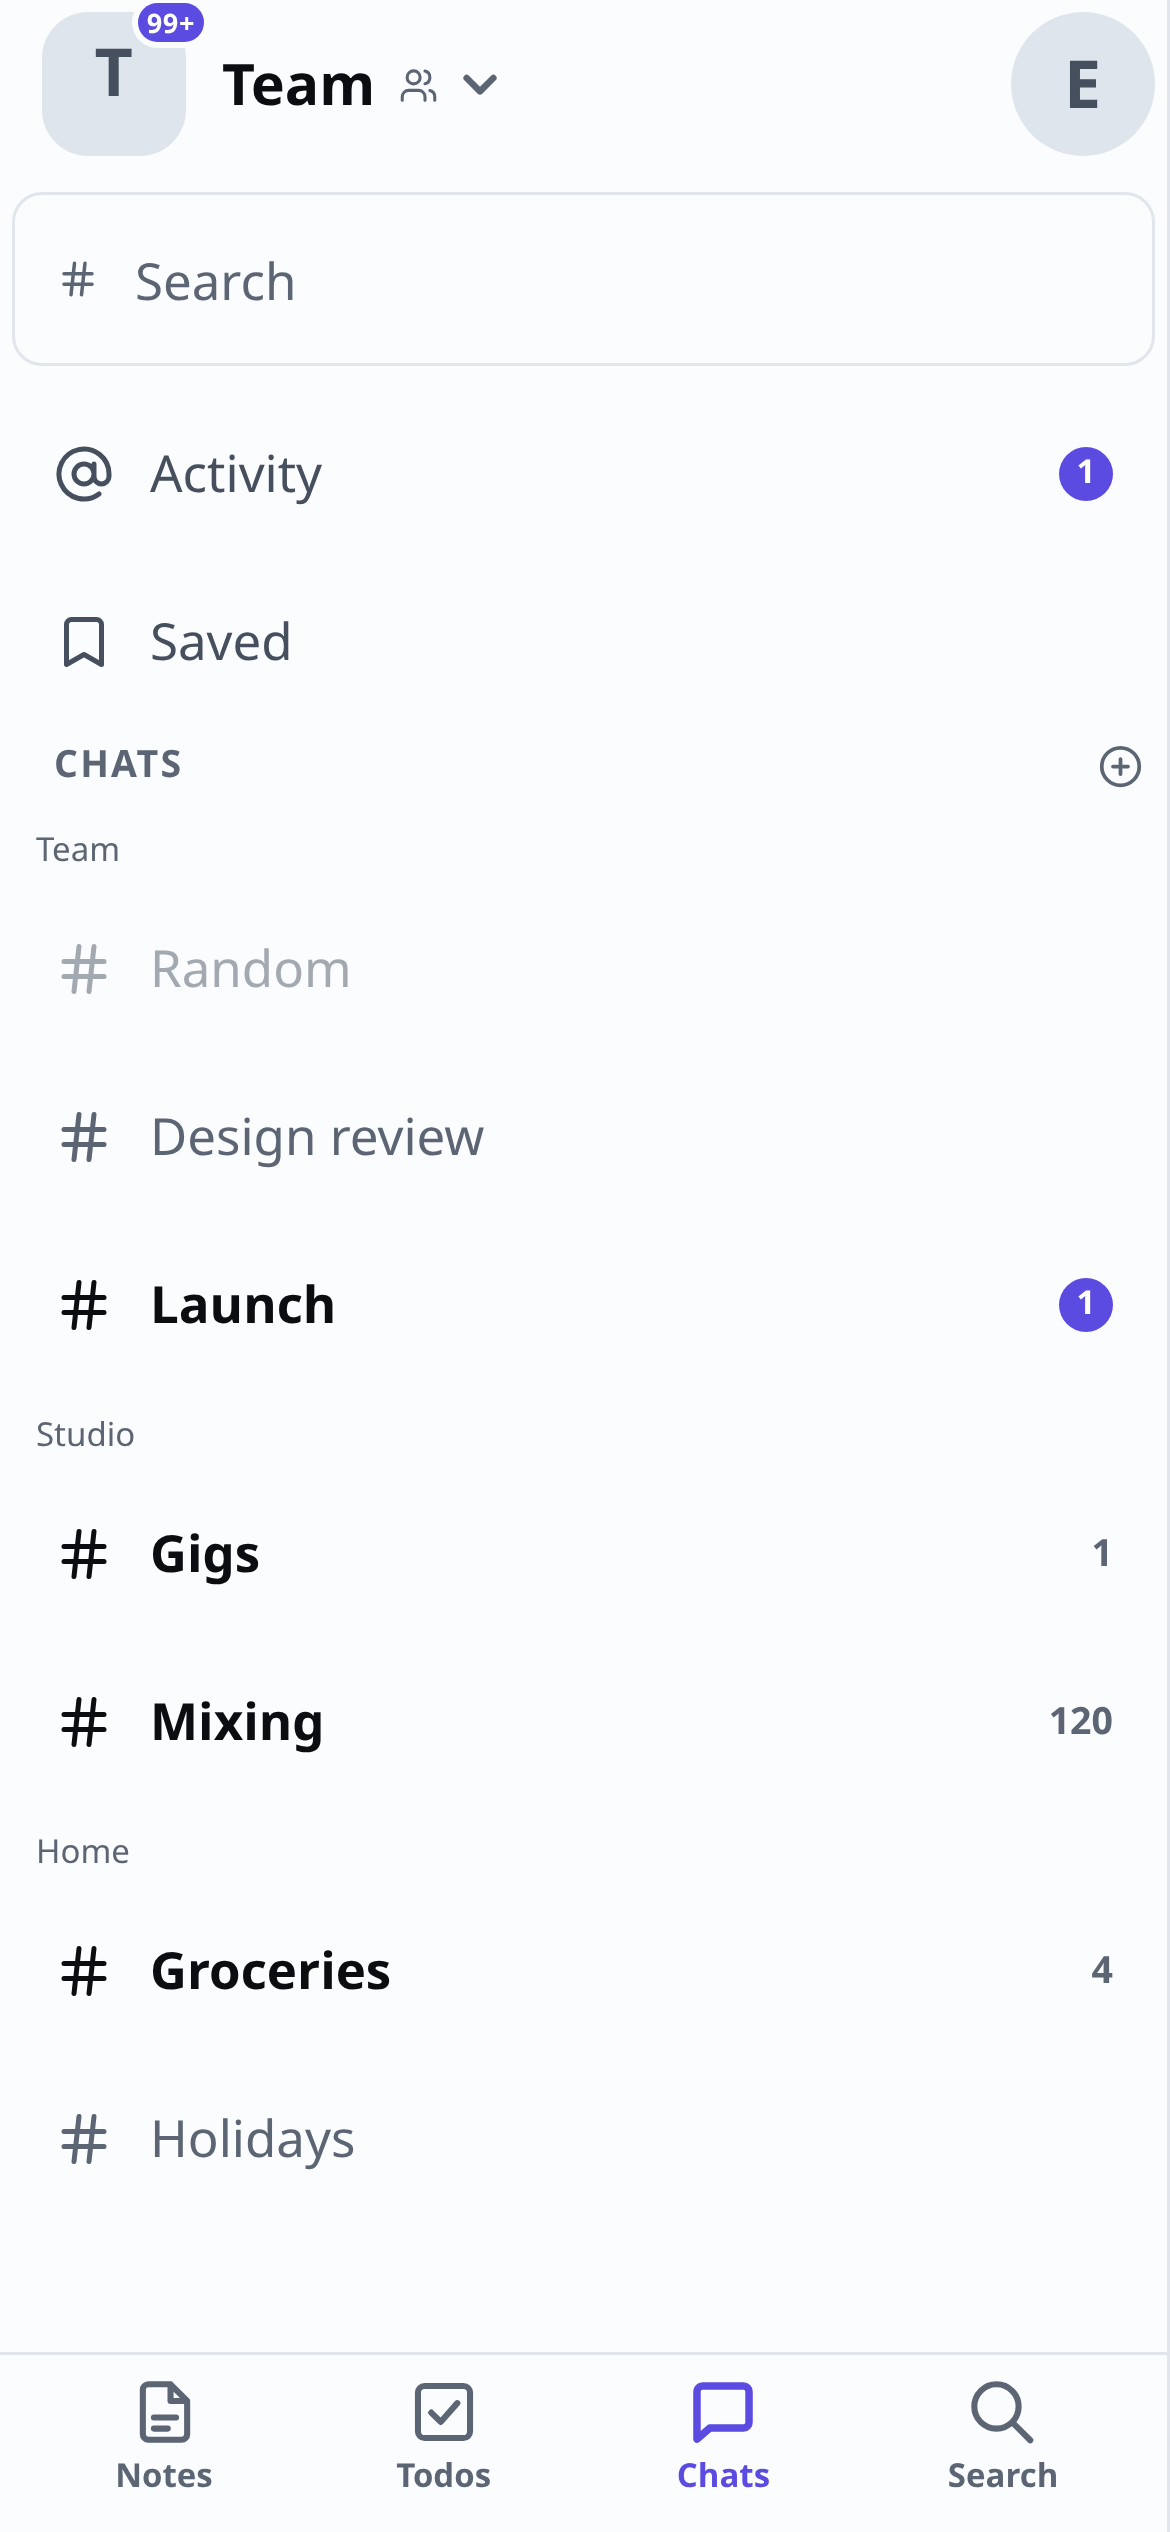 99+
T
Team
E
Search
Activity 1
Saved
CHATS
Team
Random
Design review
Launch 1
Studio
Gigs 1
Mixing 120
Home
Groceries 4
Holidays
Notes Todos Chats Search